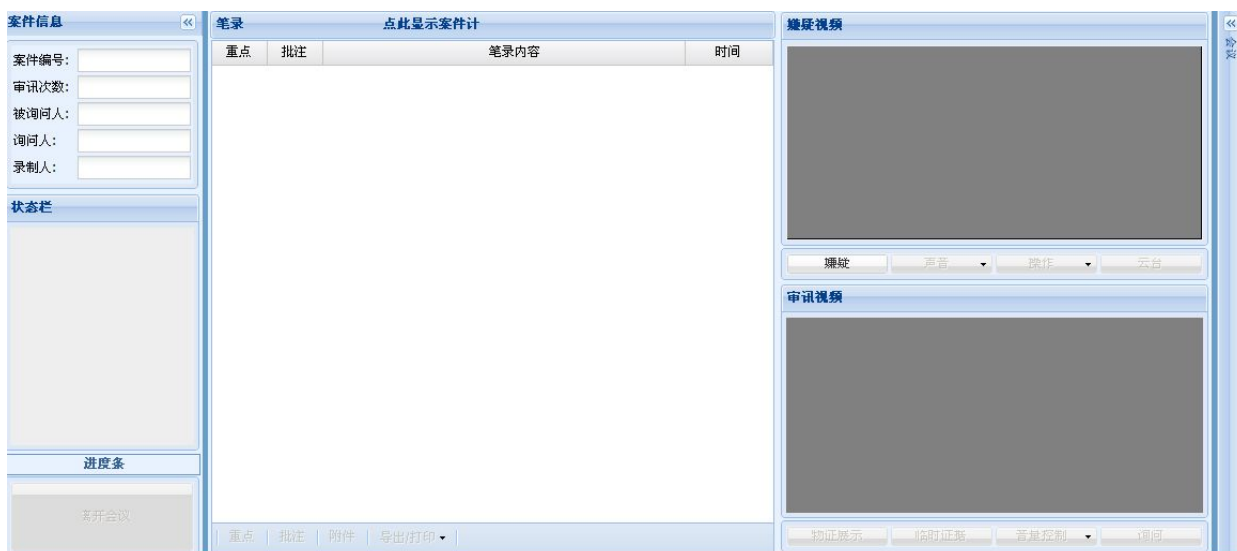 案件信息
案件编号:
审讯次数:
被询问人:
询问人:
录制人:
状态栏
进度条
离开会议
笔录 点此显示案件计
重点 批注 笔录内容 时间
重点 批注 附件 导出/打印
嫌疑视频
嫌疑 声音 操作 云台
审讯视频
物证展示 临时证据 音量控制 询问
会议